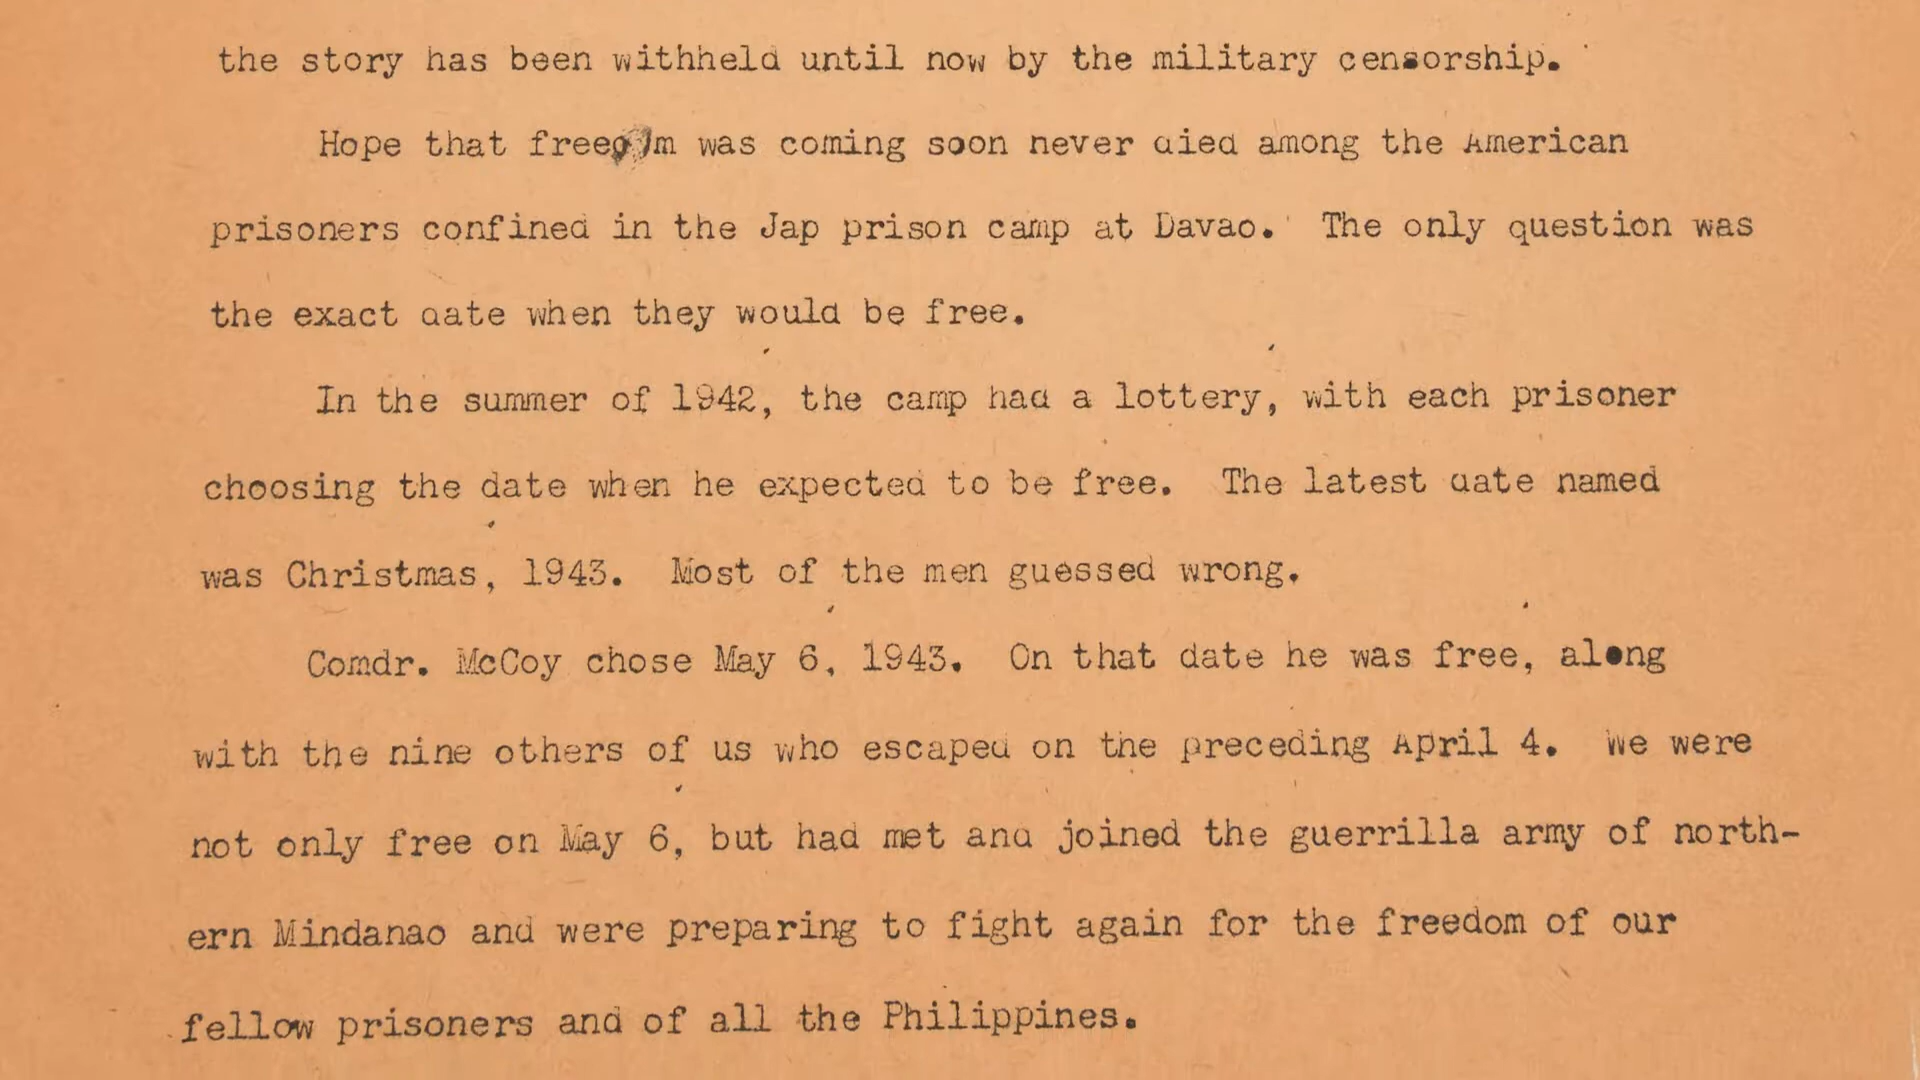 the story has been withheld until now by the military censorship.
Hope that freedom was coming soon never died among the American
prisoners confined in the Jap prison camp at Davao. The only question was
the exact date when they would be free.
In the summer of 1942, the camp had a lottery, with each prisoner
choosing the date when he expected to be free. The latest date named
was Christmas, 1943. Most of the men guessed wrong.
Comdr. McCoy chose May 6, 1943. On that date he was free, along
with the nine others of us who escaped on the preceding April 4. We were
not only free on May 6, but had met and joined the guerrilla army of north-
ern Mindanao and were preparing to fight again for the freedom of our
fellow prisoners and of all the Philippines.